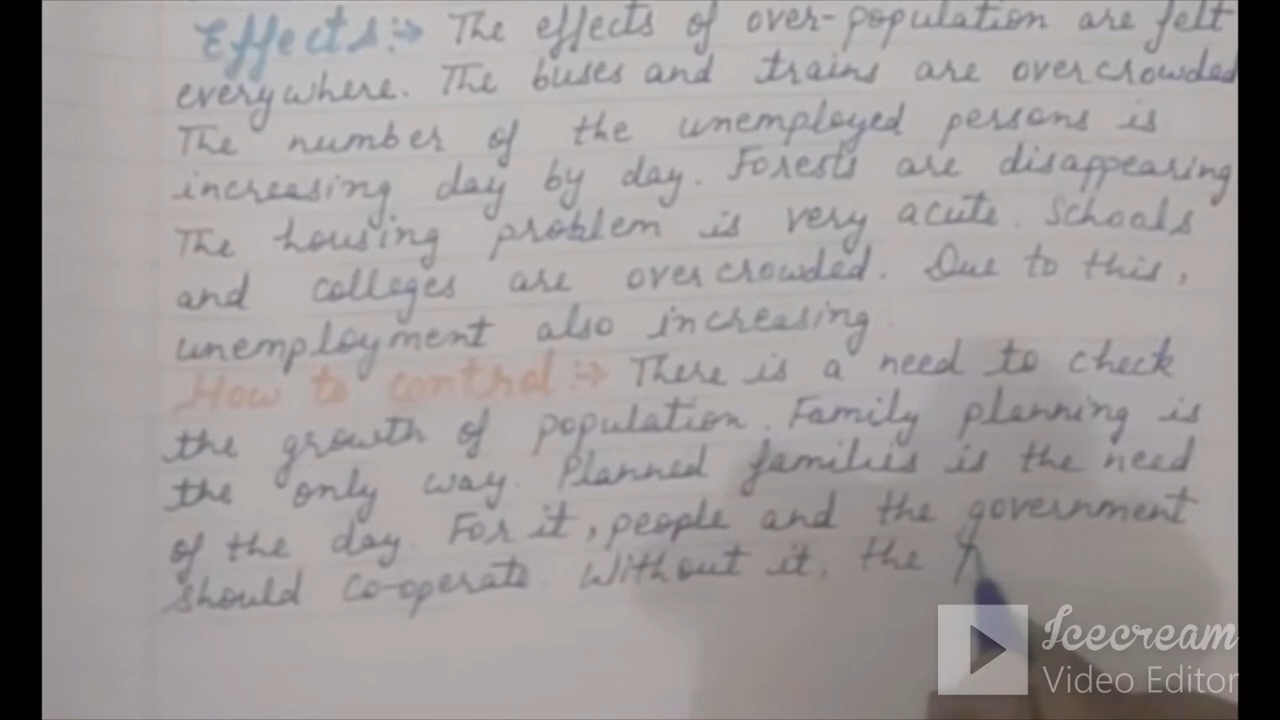 Effects:→ The effects of over-population are felt
everywhere. The buses and trains are overcrowded
The number of the unemployed persons is
increasing day by day. Forests are disappearing
The housing problem is very acute. Schools
and colleges are overcrowded. Due to this,
unemployment also increasing.
How to control:→ There is a need to check
the growth of population. Family planning is
the only way. Planned families is the need
of the day. For it, people and the government
should co-operate. Without it, the
Icecream
Video Editor